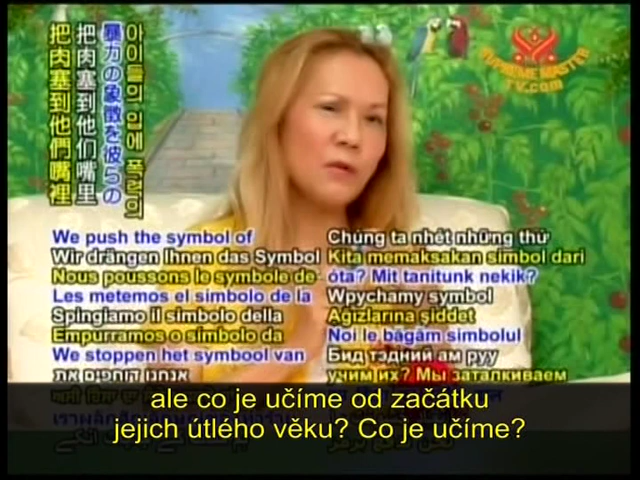 아이들의 입에 폭력의
暴力の象徴を彼らの
把肉塞到他们嘴里
把肉塞到他們嘴裡
SUPREME MASTER
TV.com
We push the symbol of
Wir drängen Ihnen das Symbol
Nous poussons le symbole de
Les metemos el símbolo de la
Spingiamo il simbolo della
Empurramos o símbolo da
We stoppen het symbool van
אנחנו דוחפים את
Chúng ta nhét những thứ
Kita memaksakan simbol dari
óta? Mit tanitunk nekik?
Wpychamy symbol
Ağizlarına şiddet
Noi le băgăm simbolul
Бид тэдний ам руу
учим их? Мы заталкиваем
ale co je učíme od začátku
jejich útlého věku? Co je učíme?